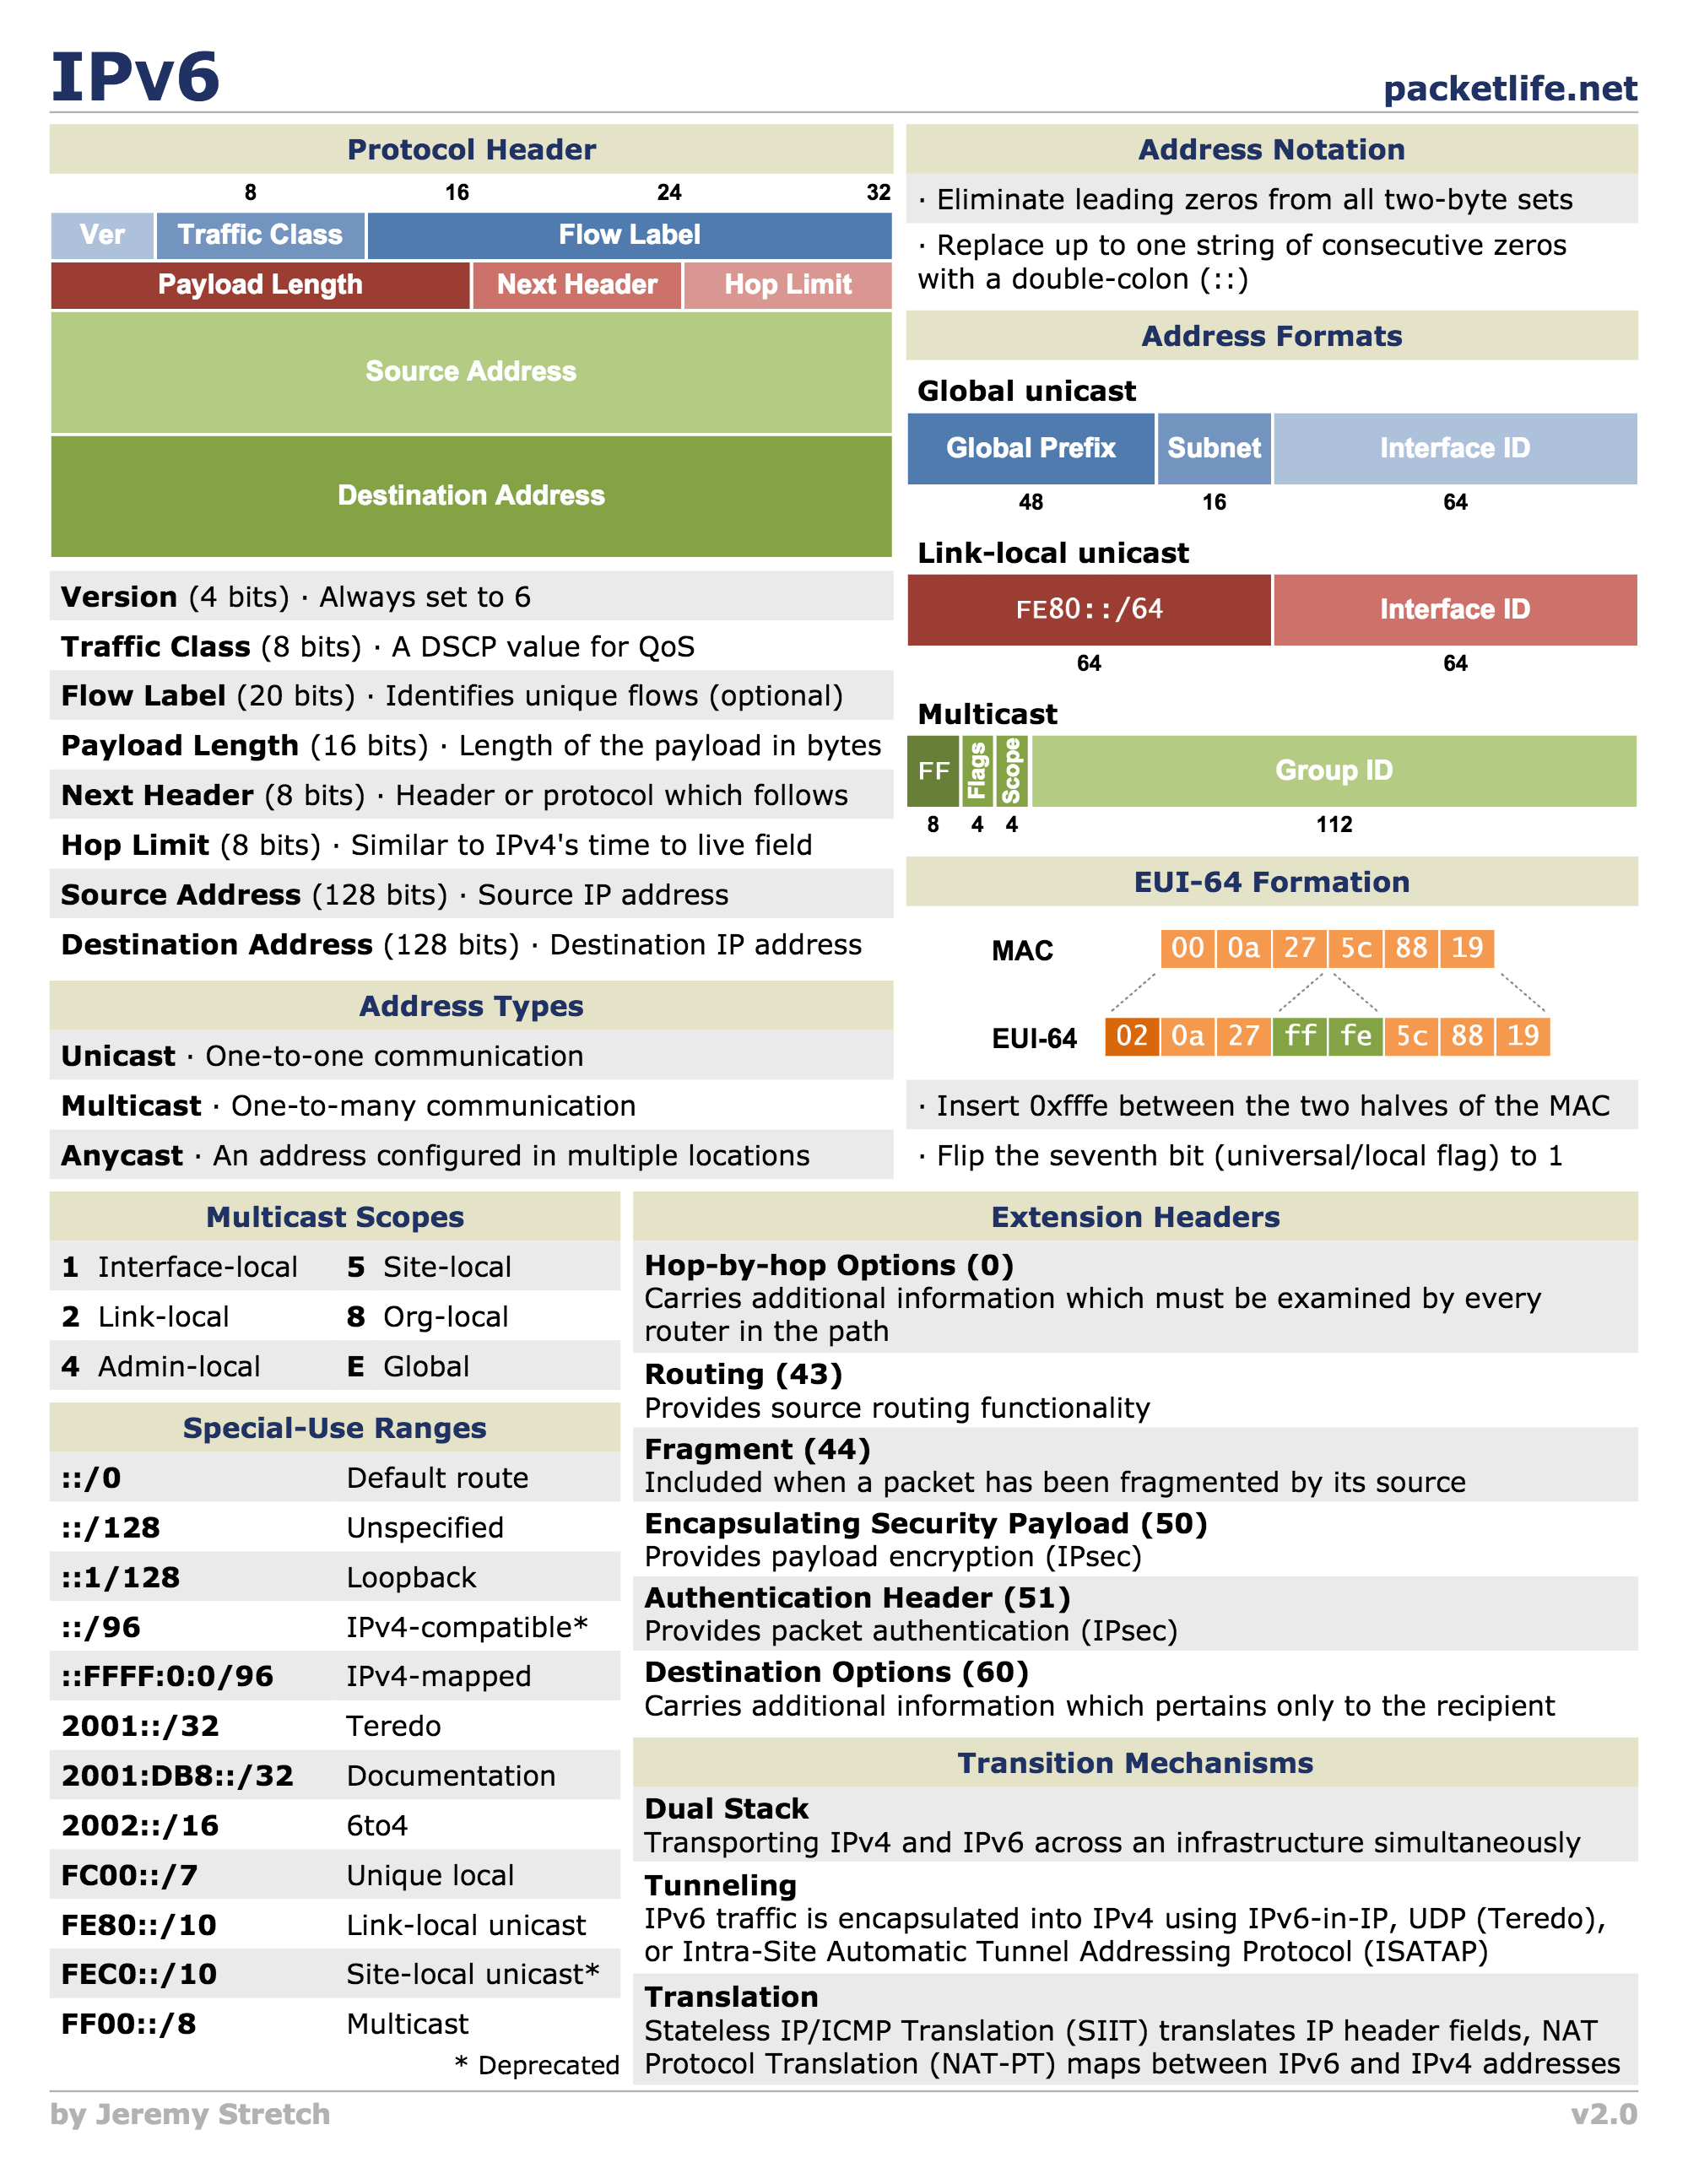 IPv6
packetlife.net
Protocol Header
8 16 24 32
Ver Traffic Class Flow Label
Payload Length Next Header Hop Limit
Source Address
Destination Address
Version (4 bits) · Always set to 6
Traffic Class (8 bits) · A DSCP value for QoS
Flow Label (20 bits) · Identifies unique flows (optional)
Payload Length (16 bits) · Length of the payload in bytes
Next Header (8 bits) · Header or protocol which follows
Hop Limit (8 bits) · Similar to IPv4's time to live field
Source Address (128 bits) · Source IP address
Destination Address (128 bits) · Destination IP address
Address Types
Unicast · One-to-one communication
Multicast · One-to-many communication
Anycast · An address configured in multiple locations
Address Notation
· Eliminate leading zeros from all two-byte sets
· Replace up to one string of consecutive zeros
with a double-colon (::)
Address Formats
Global unicast
Global Prefix Subnet Interface ID
48 16 64
Link-local unicast
FE80::/64 Interface ID
64 64
Multicast
FF Flags Scope Group ID
8 4 4 112
EUI-64 Formation
MAC 00 0a 27 5c 88 19
EUI-64 02 0a 27 ff fe 5c 88 19
· Insert 0xfffe between the two halves of the MAC
· Flip the seventh bit (universal/local flag) to 1
Multicast Scopes
1 Interface-local 5 Site-local
2 Link-local 8 Org-local
4 Admin-local E Global
Special-Use Ranges
::/0 Default route
::/128 Unspecified
::1/128 Loopback
::/96 IPv4-compatible*
::FFFF:0:0/96 IPv4-mapped
2001::/32 Teredo
2001:DB8::/32 Documentation
2002::/16 6to4
FC00::/7 Unique local
FE80::/10 Link-local unicast
FEC0::/10 Site-local unicast*
FF00::/8 Multicast
* Deprecated
Extension Headers
Hop-by-hop Options (0)
Carries additional information which must be examined by every
router in the path
Routing (43)
Provides source routing functionality
Fragment (44)
Included when a packet has been fragmented by its source
Encapsulating Security Payload (50)
Provides payload encryption (IPsec)
Authentication Header (51)
Provides packet authentication (IPsec)
Destination Options (60)
Carries additional information which pertains only to the recipient
Transition Mechanisms
Dual Stack
Transporting IPv4 and IPv6 across an infrastructure simultaneously
Tunneling
IPv6 traffic is encapsulated into IPv4 using IPv6-in-IP, UDP (Teredo),
or Intra-Site Automatic Tunnel Addressing Protocol (ISATAP)
Translation
Stateless IP/ICMP Translation (SIIT) translates IP header fields, NAT
Protocol Translation (NAT-PT) maps between IPv6 and IPv4 addresses
by Jeremy Stretch
v2.0